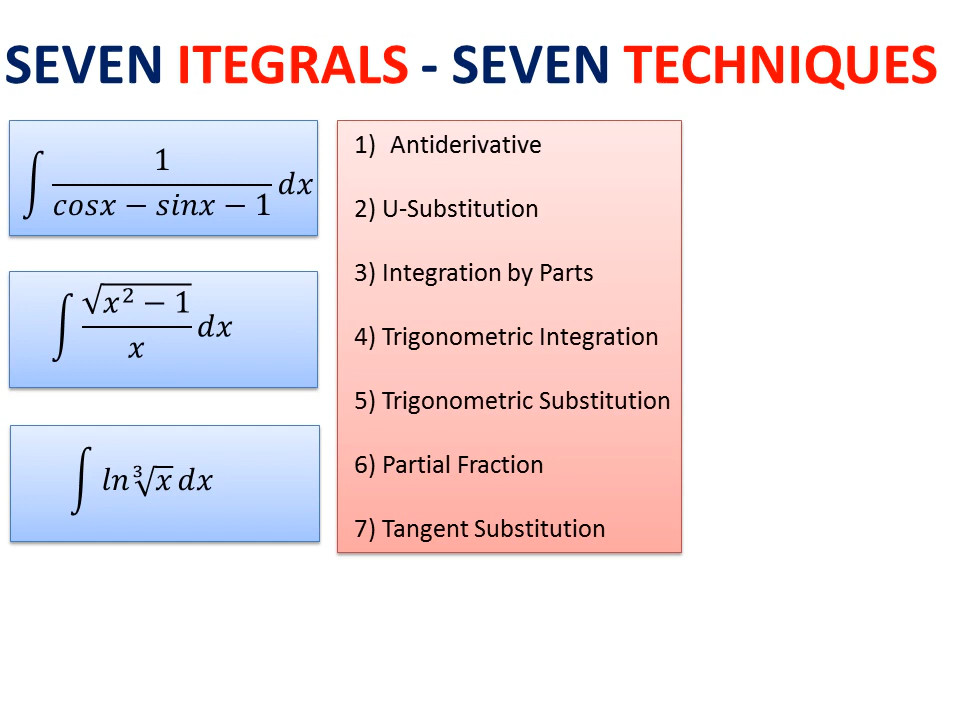 SEVEN ITEGRALS - SEVEN TECHNIQUES
∫ 1/(cosx − sinx − 1) dx
∫ √(x² − 1)/x dx
∫ ln∛x dx
1) Antiderivative
2) U-Substitution
3) Integration by Parts
4) Trigonometric Integration
5) Trigonometric Substitution
6) Partial Fraction
7) Tangent Substitution